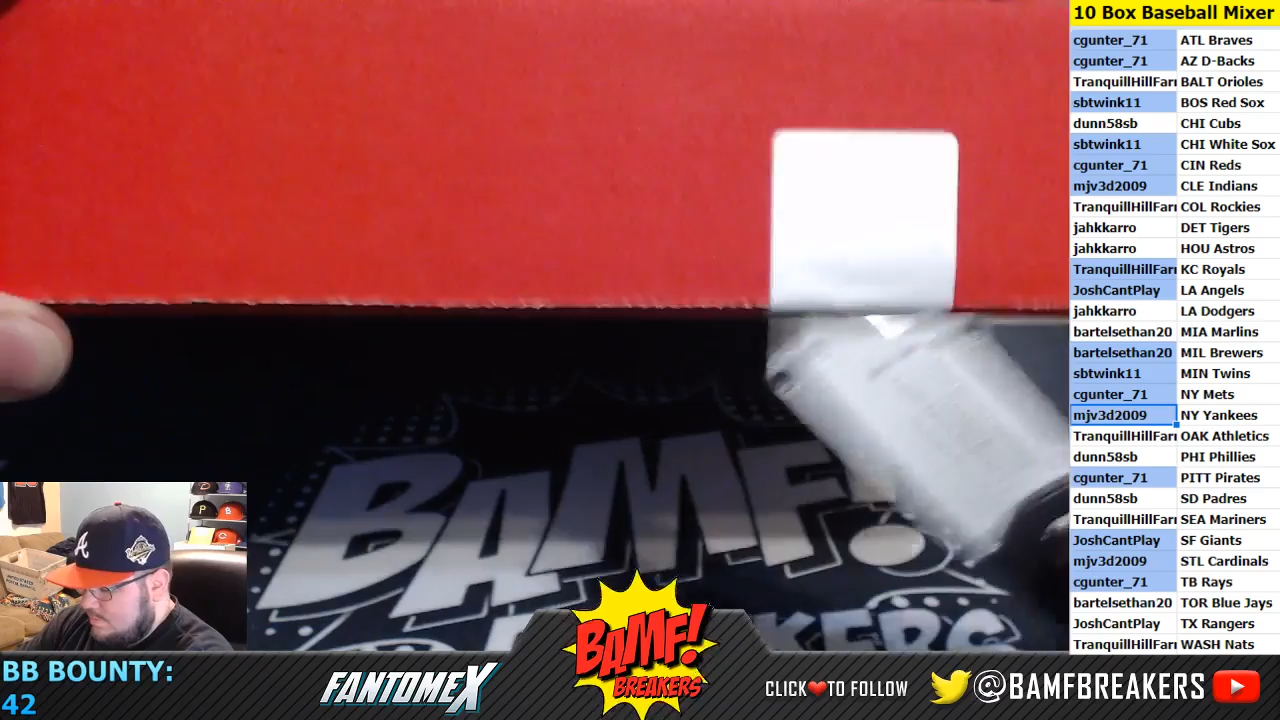 10 Box Baseball Mixer
cgunter_71 ATL Braves
cgunter_71 AZ D-Backs
TranquillHillFar BALT Orioles
sbtwink11 BOS Red Sox
dunn58sb CHI Cubs
sbtwink11 CHI White Sox
cgunter_71 CIN Reds
mjv3d2009 CLE Indians
TranquillHillFar COL Rockies
jahkkarro DET Tigers
jahkkarro HOU Astros
TranquillHillFar KC Royals
JoshCantPlay LA Angels
jahkkarro LA Dodgers
bartelsethan20 MIA Marlins
bartelsethan20 MIL Brewers
sbtwink11 MIN Twins
cgunter_71 NY Mets
mjv3d2009 NY Yankees
TranquillHillFar OAK Athletics
dunn58sb PHI Phillies
cgunter_71 PITT Pirates
dunn58sb SD Padres
TranquillHillFar SEA Mariners
JoshCantPlay SF Giants
mjv3d2009 STL Cardinals
cgunter_71 TB Rays
bartelsethan20 TOR Blue Jays
JoshCantPlay TX Rangers
TranquillHillFar WASH Nats
BAMF!
BREAKERS
BB BOUNTY:
42
FANTOMEX
BAMF!
BREAKERS
CLICK❤TO FOLLOW
@BAMFBREAKERS